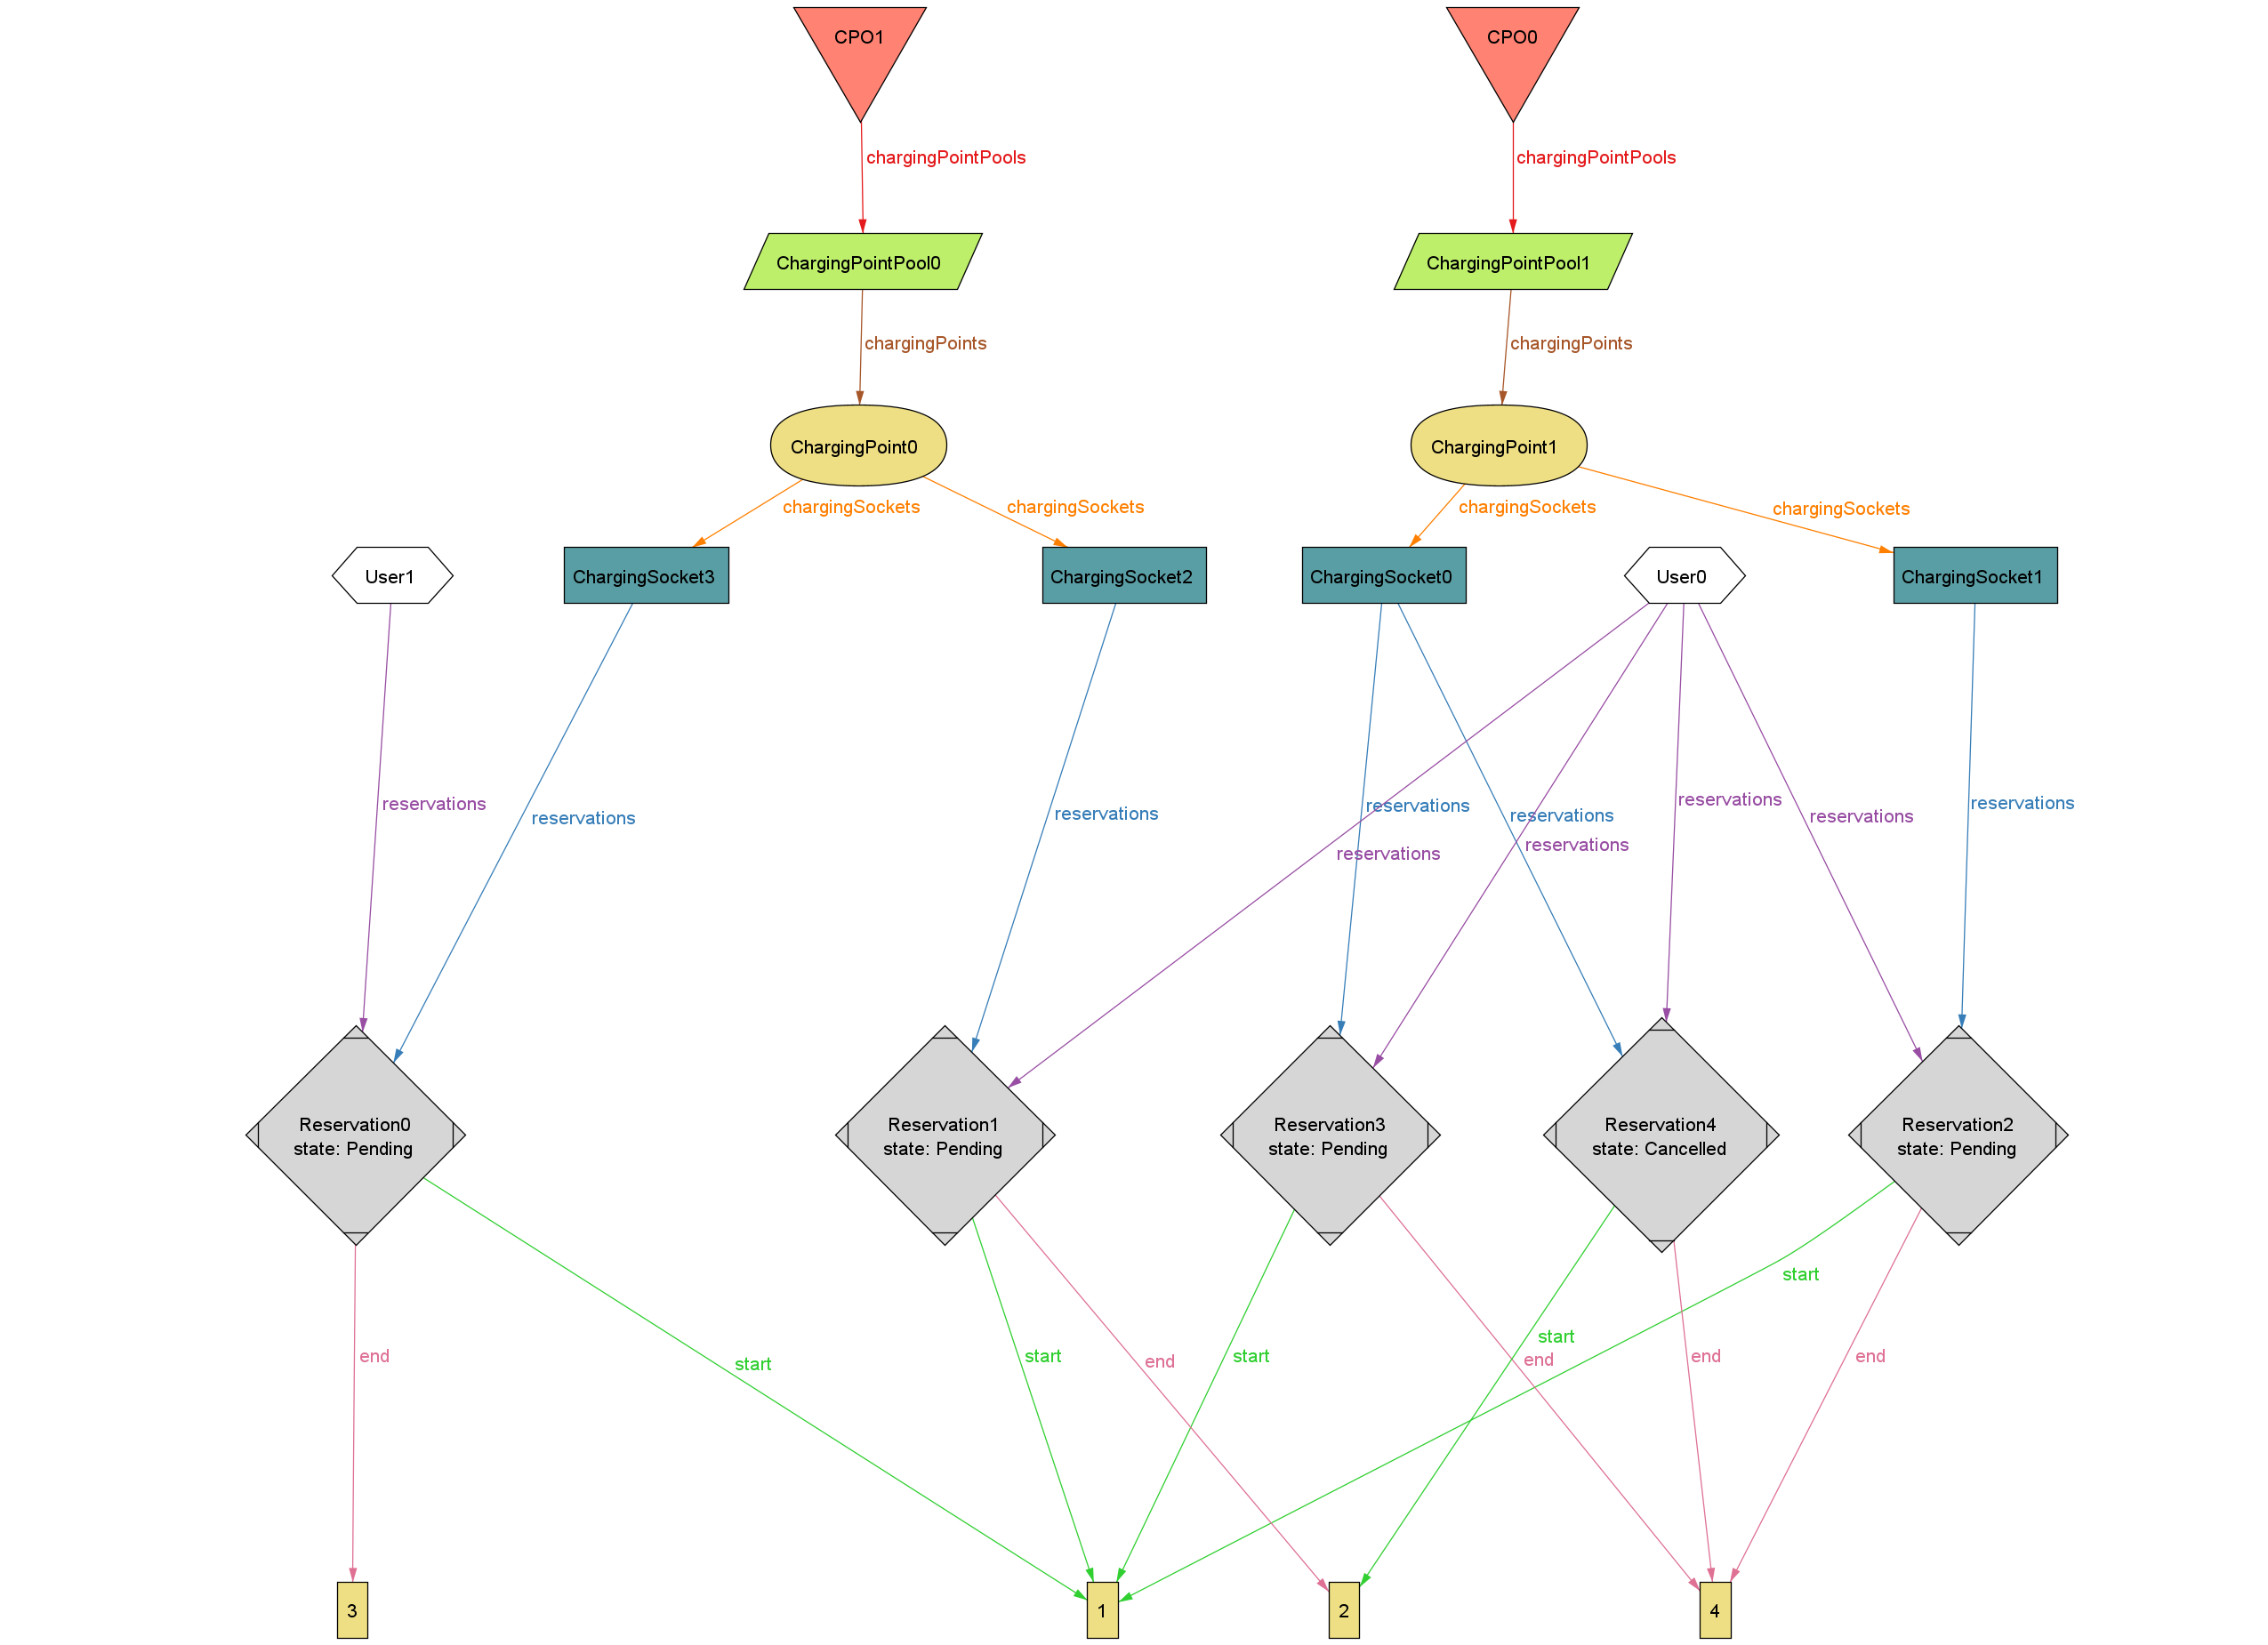 CPO1
CPO0
chargingPointPools
chargingPointPools
ChargingPointPool0
ChargingPointPool1
chargingPoints
chargingPoints
ChargingPoint0
ChargingPoint1
chargingSockets
chargingSockets
chargingSockets
chargingSockets
User1
ChargingSocket3
ChargingSocket2
ChargingSocket0
User0
ChargingSocket1
reservations
reservations
reservations
reservations
reservations
reservations
reservations
reservations
reservations
reservations
Reservation0
state: Pending
Reservation1
state: Pending
Reservation3
state: Pending
Reservation4
state: Cancelled
Reservation2
state: Pending
start
start
end
start
start
end
start
end
end
end
3
1
2
4